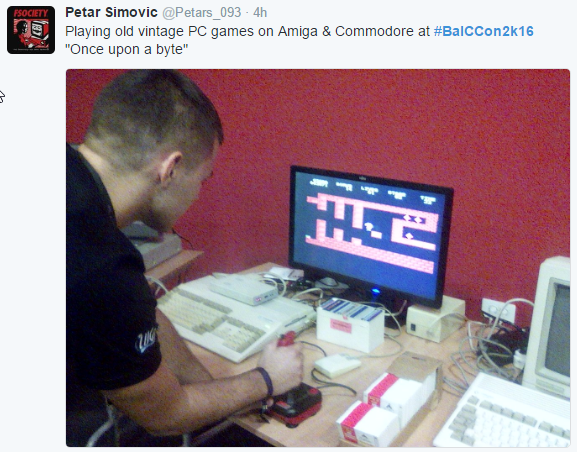 FSOCIETY
Petar Simovic @Petars_093 · 4h
Playing old vintage PC games on Amiga & Commodore at #BalCCon2k16
"Once upon a byte"